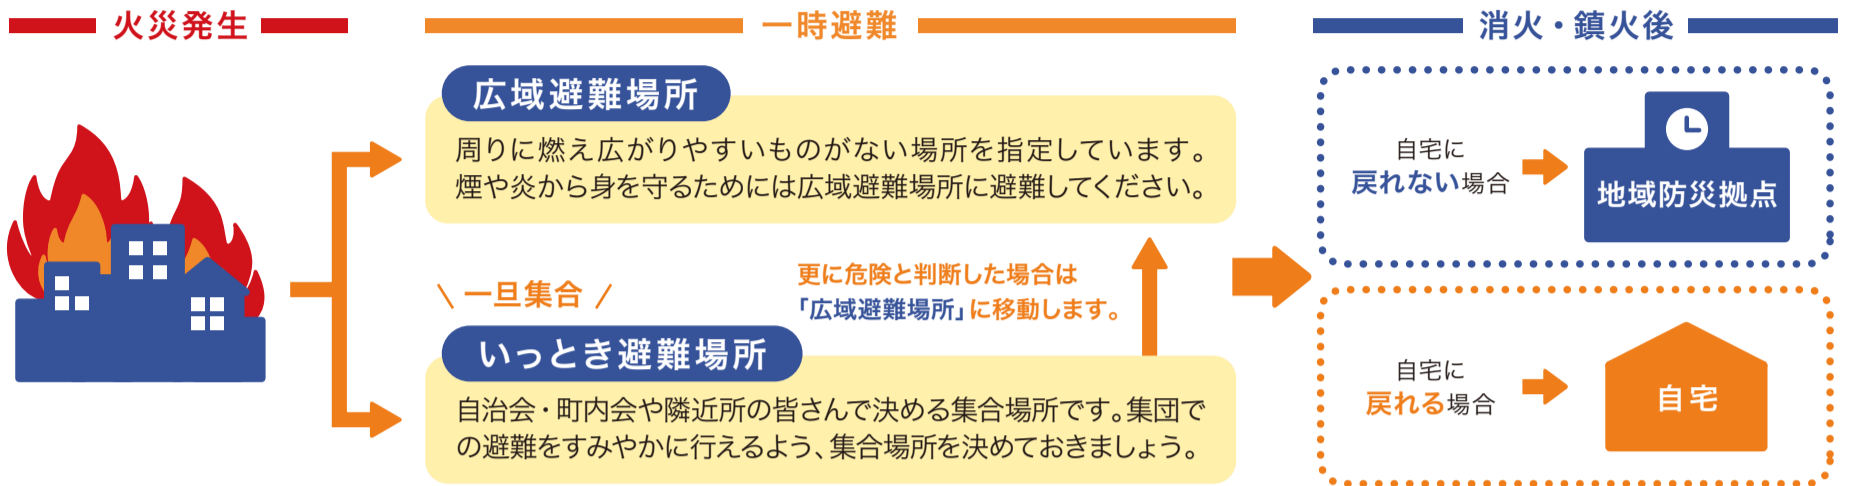 火災発生
一時避難
消火・鎮火後
広域避難場所
周りに燃え広がりやすいものがない場所を指定しています。
煙や炎から身を守るためには広域避難場所に避難してください。
一旦集合
更に危険と判断した場合は
「広域避難場所」に移動します。
いっとき避難場所
自治会・町内会や隣近所の皆さんで決める集合場所です。集団で
の避難をすみやかに行えるよう、集合場所を決めておきましょう。
自宅に
戻れない場合
地域防災拠点
自宅に
戻れる場合
自宅